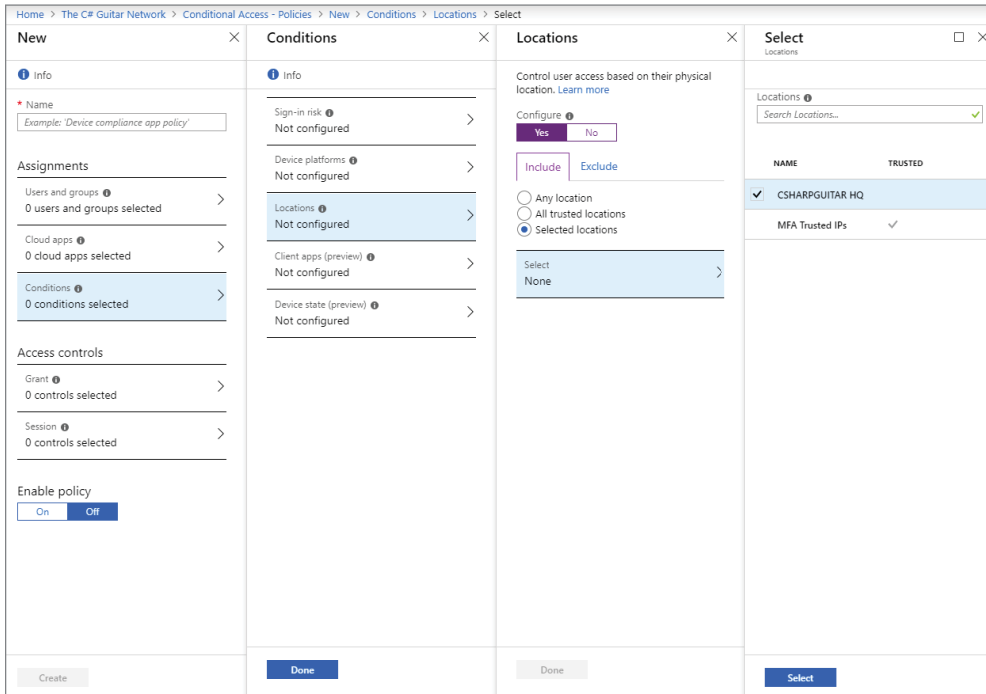 Home > The C# Guitar Network > Conditional Access - Policies > New > Conditions > Locations > Select
New
Info
* Name
Example: 'Device compliance app policy'
Assignments
Users and groups
0 users and groups selected
Cloud apps
0 cloud apps selected
Conditions
0 conditions selected
Access controls
Grant
0 controls selected
Session
0 controls selected
Enable policy
On Off
Create
Conditions
Info
Sign-in risk
Not configured
Device platforms
Not configured
Locations
Not configured
Client apps (preview)
Not configured
Device state (preview)
Not configured
Done
Locations
Control user access based on their physical
location. Learn more
Configure
Yes No
Include Exclude
Any location
All trusted locations
Selected locations
Select
None
Done
Select
Locations
Locations
Search Locations...
NAME TRUSTED
CSHARPGUITAR HQ
MFA Trusted IPs
Select